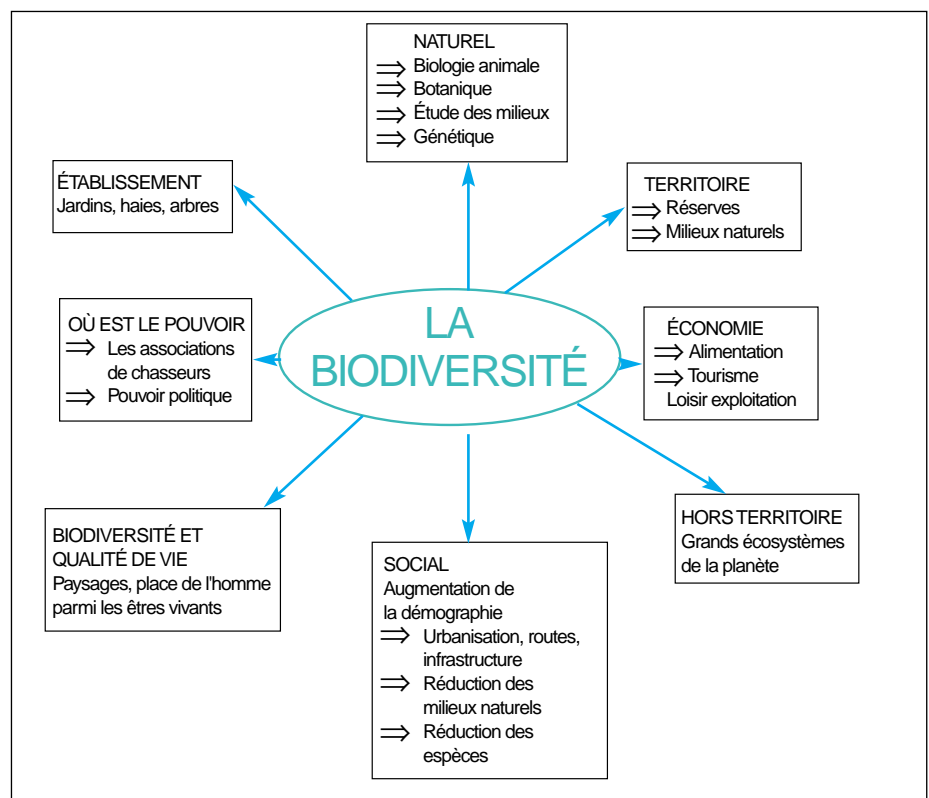 NATUREL
⇒ Biologie animale
⇒ Botanique
⇒ Étude des milieux
⇒ Génétique
ÉTABLISSEMENT
Jardins, haies, arbres
TERRITOIRE
⇒ Réserves
⇒ Milieux naturels
OÙ EST LE POUVOIR
⇒ Les associations
de chasseurs
⇒ Pouvoir politique
LA
BIODIVERSITÉ
ÉCONOMIE
⇒ Alimentation
⇒ Tourisme
Loisir exploitation
BIODIVERSITÉ ET
QUALITÉ DE VIE
Paysages, place de l'homme
parmi les êtres vivants
SOCIAL
Augmentation de
la démographie
⇒ Urbanisation, routes,
infrastructure
⇒ Réduction des
milieux naturels
⇒ Réduction des
espèces
HORS TERRITOIRE
Grands écosystèmes
de la planète